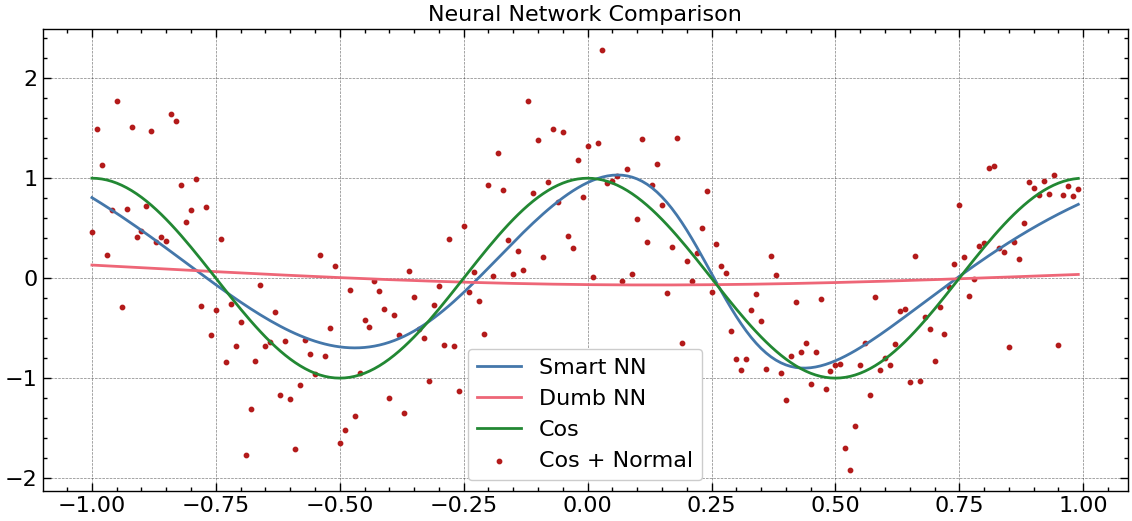 Neural Network Comparison
2
1
0
−1
−2
Smart NN
Dumb NN
Cos
Cos + Normal
−1.00 −0.75 −0.50 −0.25 0.00 0.25 0.50 0.75 1.00